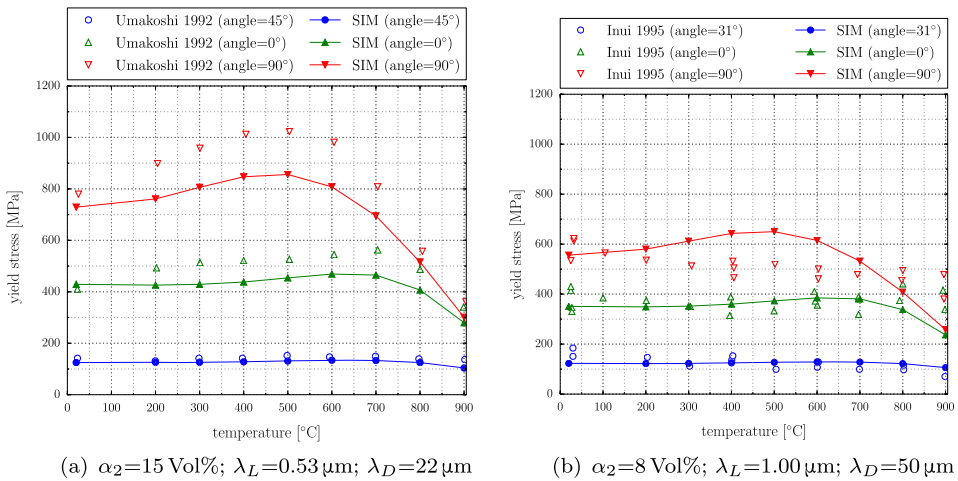 Umakoshi 1992 (angle=45°) SIM (angle=45°)
Umakoshi 1992 (angle=0°) SIM (angle=0°)
Umakoshi 1992 (angle=90°) SIM (angle=90°)
1200
1000
800
600
400
200
0
yield stress [MPa]
0 100 200 300 400 500 600 700 800 900
temperature [°C]
(a) α₂=15 Vol%; λL=0.53 μm; λD=22 μm
Inui 1995 (angle=31°) SIM (angle=31°)
Inui 1995 (angle=0°) SIM (angle=0°)
Inui 1995 (angle=90°) SIM (angle=90°)
1200
1000
800
600
400
200
0
yield stress [MPa]
0 100 200 300 400 500 600 700 800 900
temperature [°C]
(b) α₂=8 Vol%; λL=1.00 μm; λD=50 μm